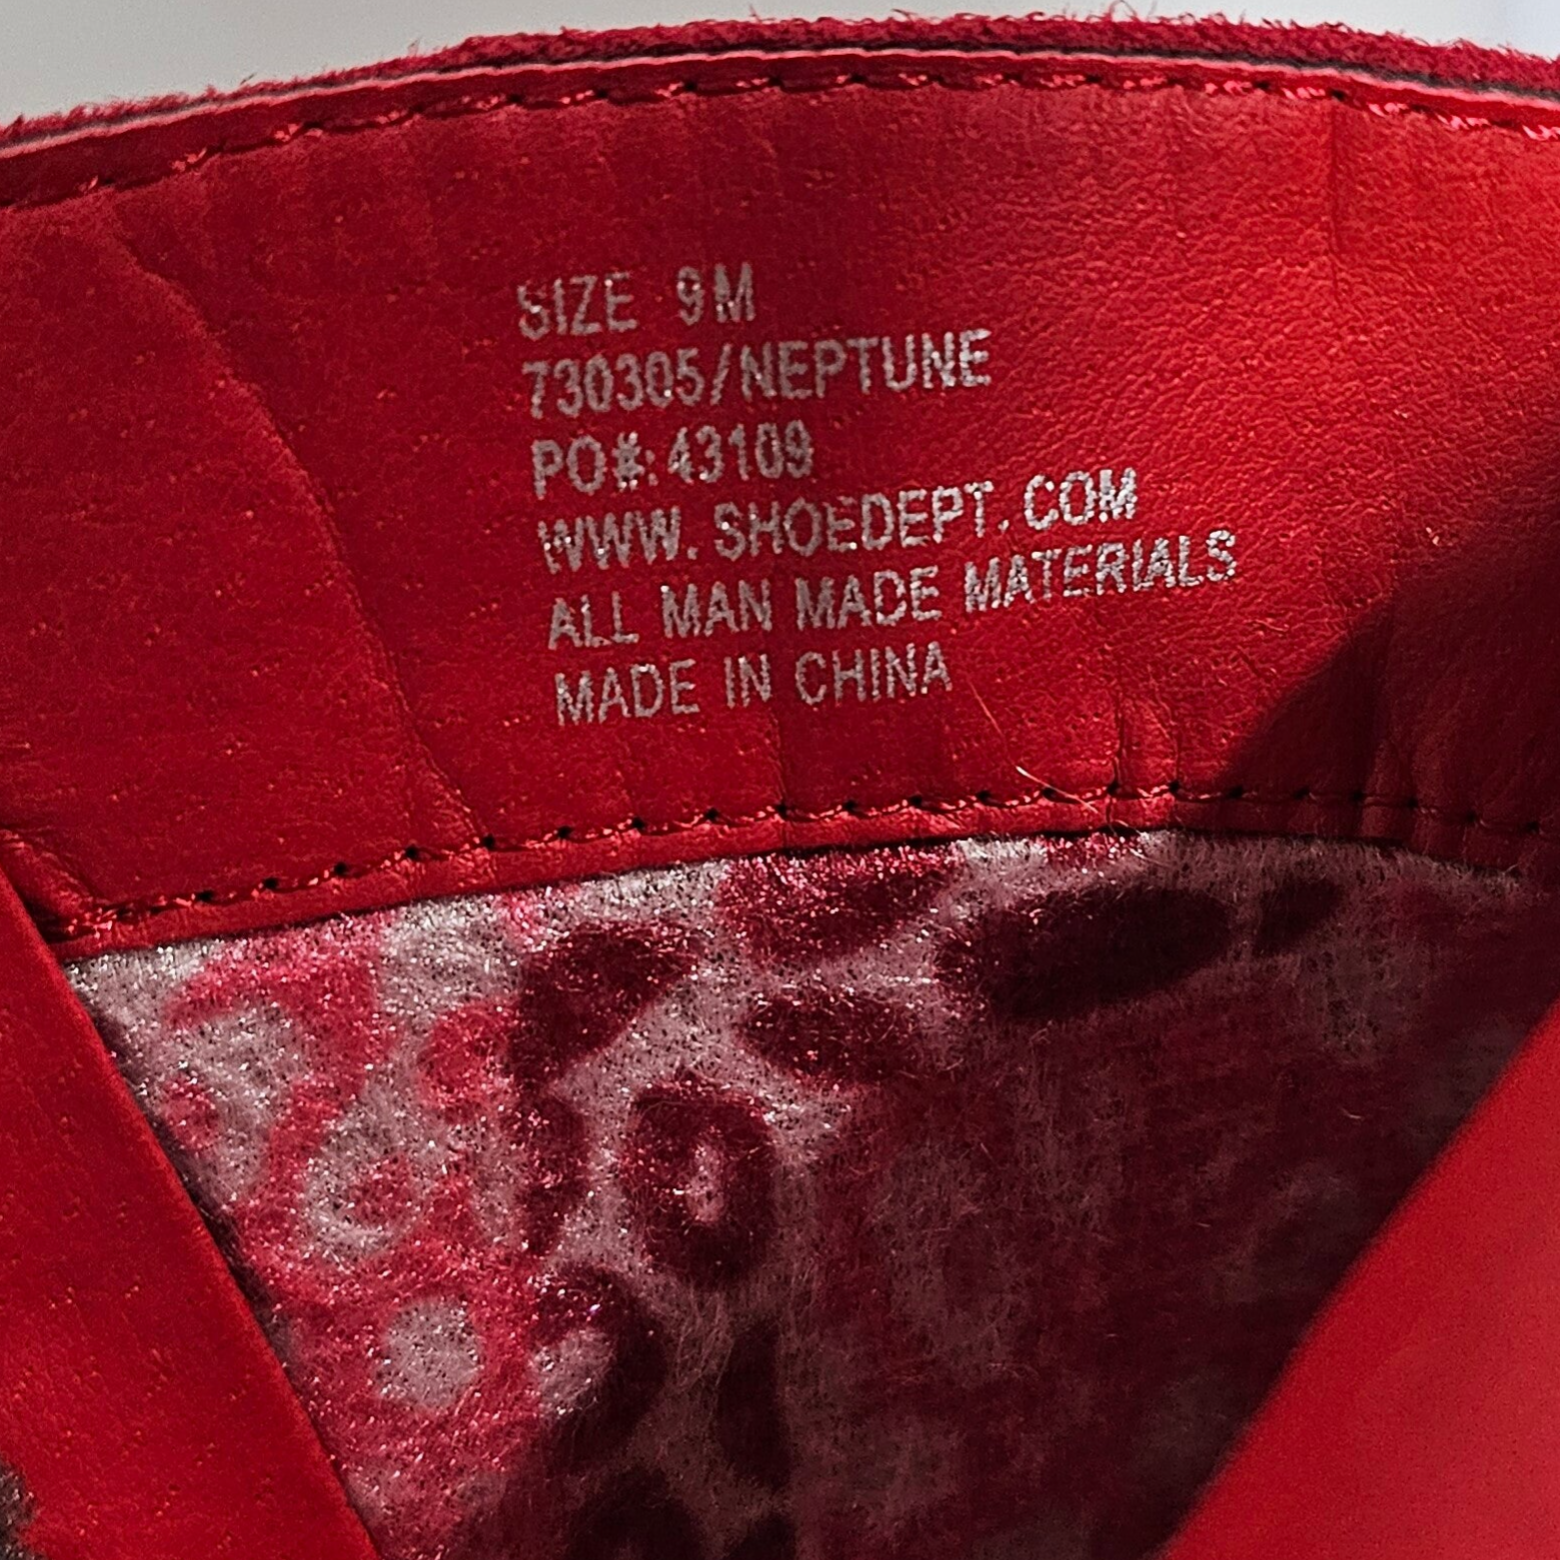 SIZE 9M
730305/NEPTUNE
PO#: 43109
WWW.SHOEDEPT.COM
ALL MAN MADE MATERIALS
MADE IN CHINA